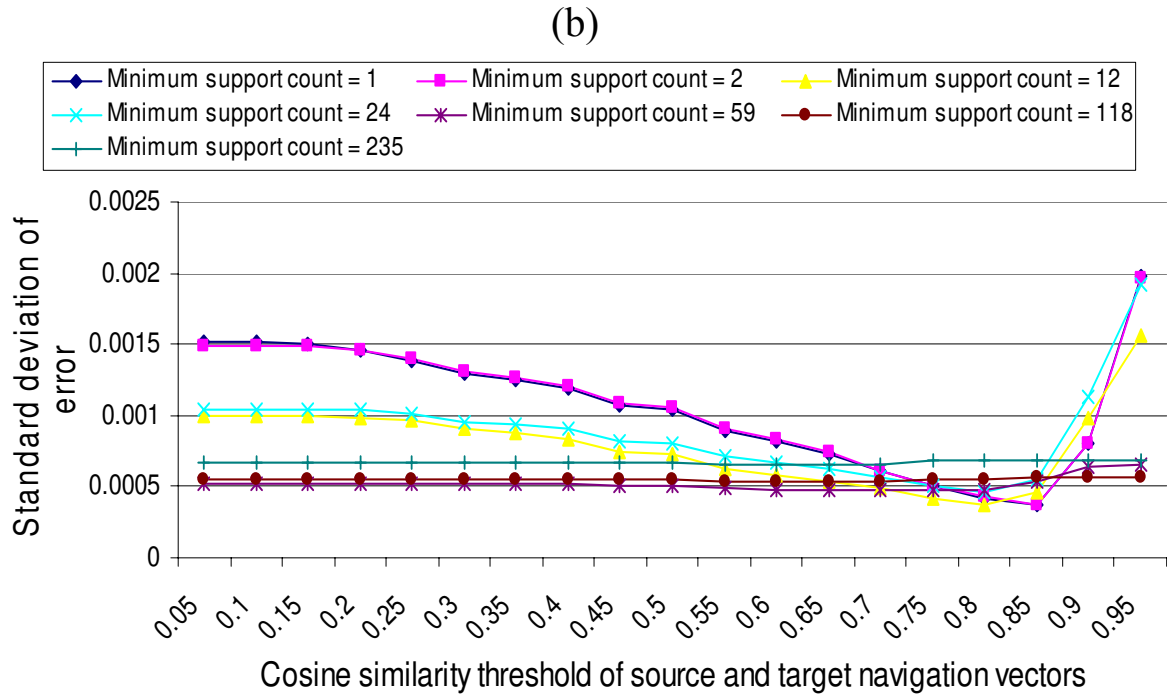 (b)
Minimum support count = 1 Minimum support count = 2 Minimum support count = 12
Minimum support count = 24 Minimum support count = 59 Minimum support count = 118
Minimum support count = 235
Standard deviation of
error
0.0025
0.002
0.0015
0.001
0.0005
0
0.05 0.1 0.15 0.2 0.25 0.3 0.35 0.4 0.45 0.5 0.55 0.6 0.65 0.7 0.75 0.8 0.85 0.9 0.95
Cosine similarity threshold of source and target navigation vectors